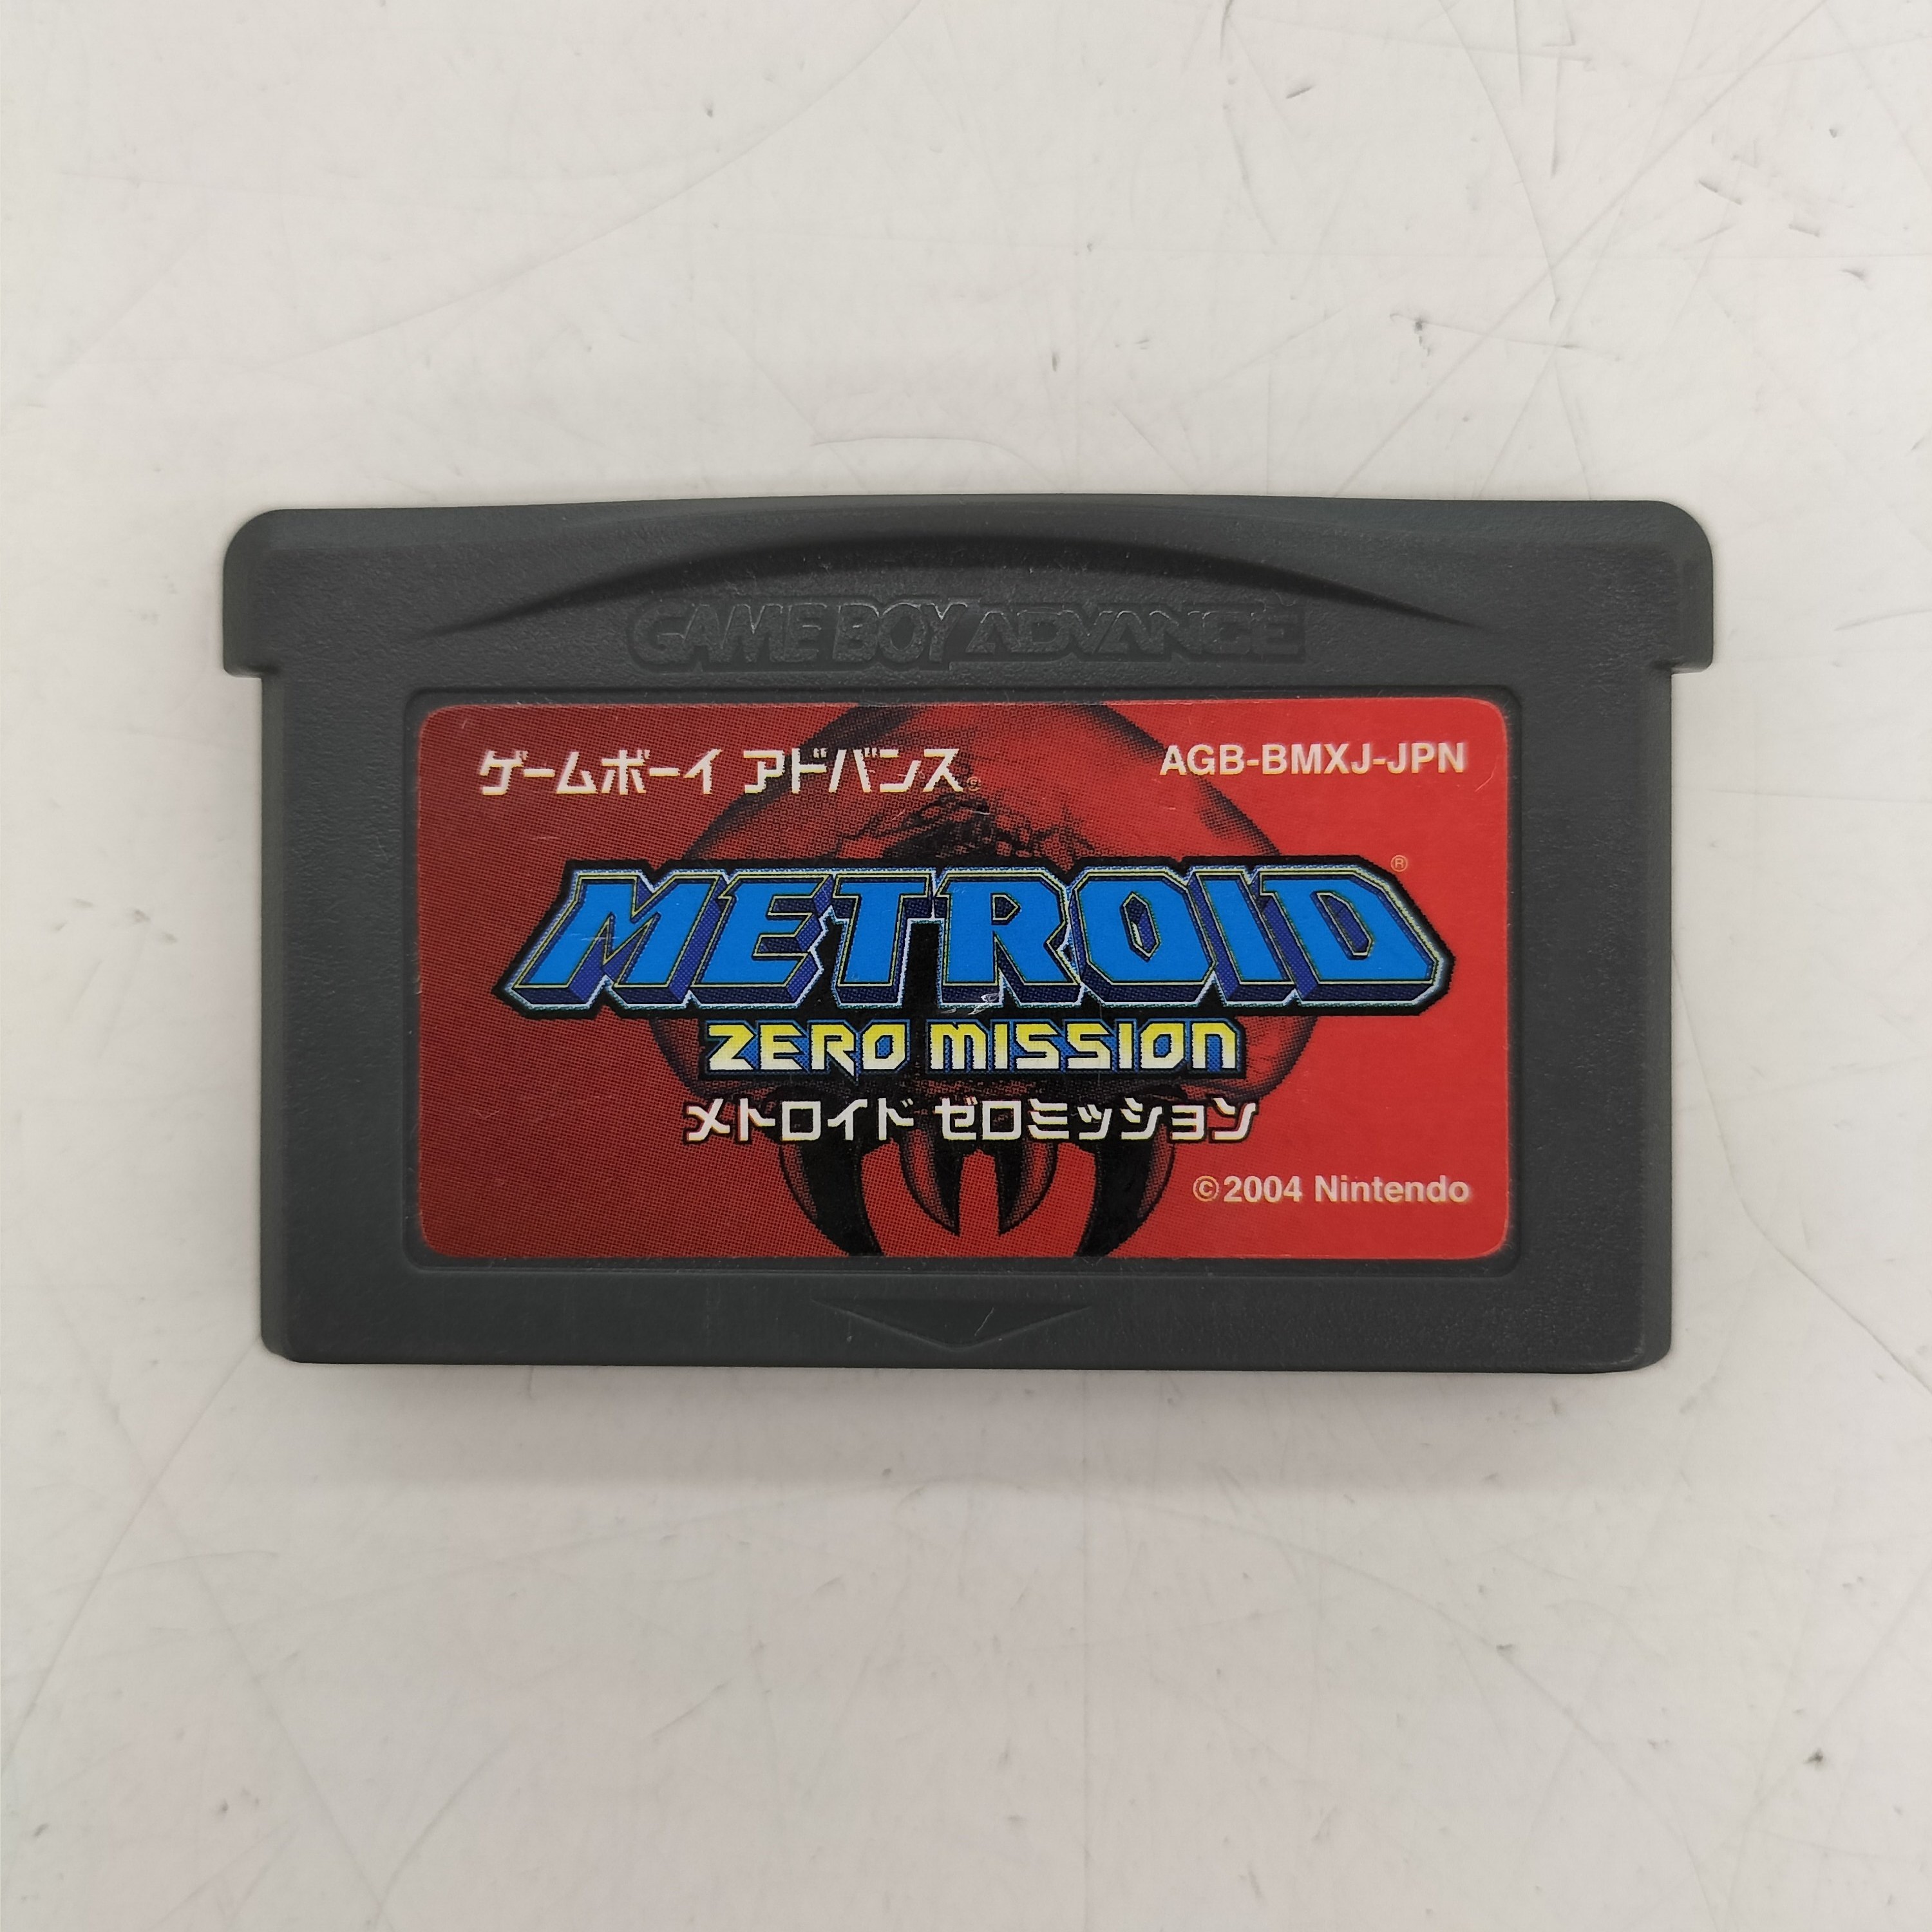 GAME BOY ADVANCE
ゲームボーイ アドバンス
AGB-BMXJ-JPN
METROID®
ZERO MISSION
メトロイド ゼロミッション
©2004 Nintendo